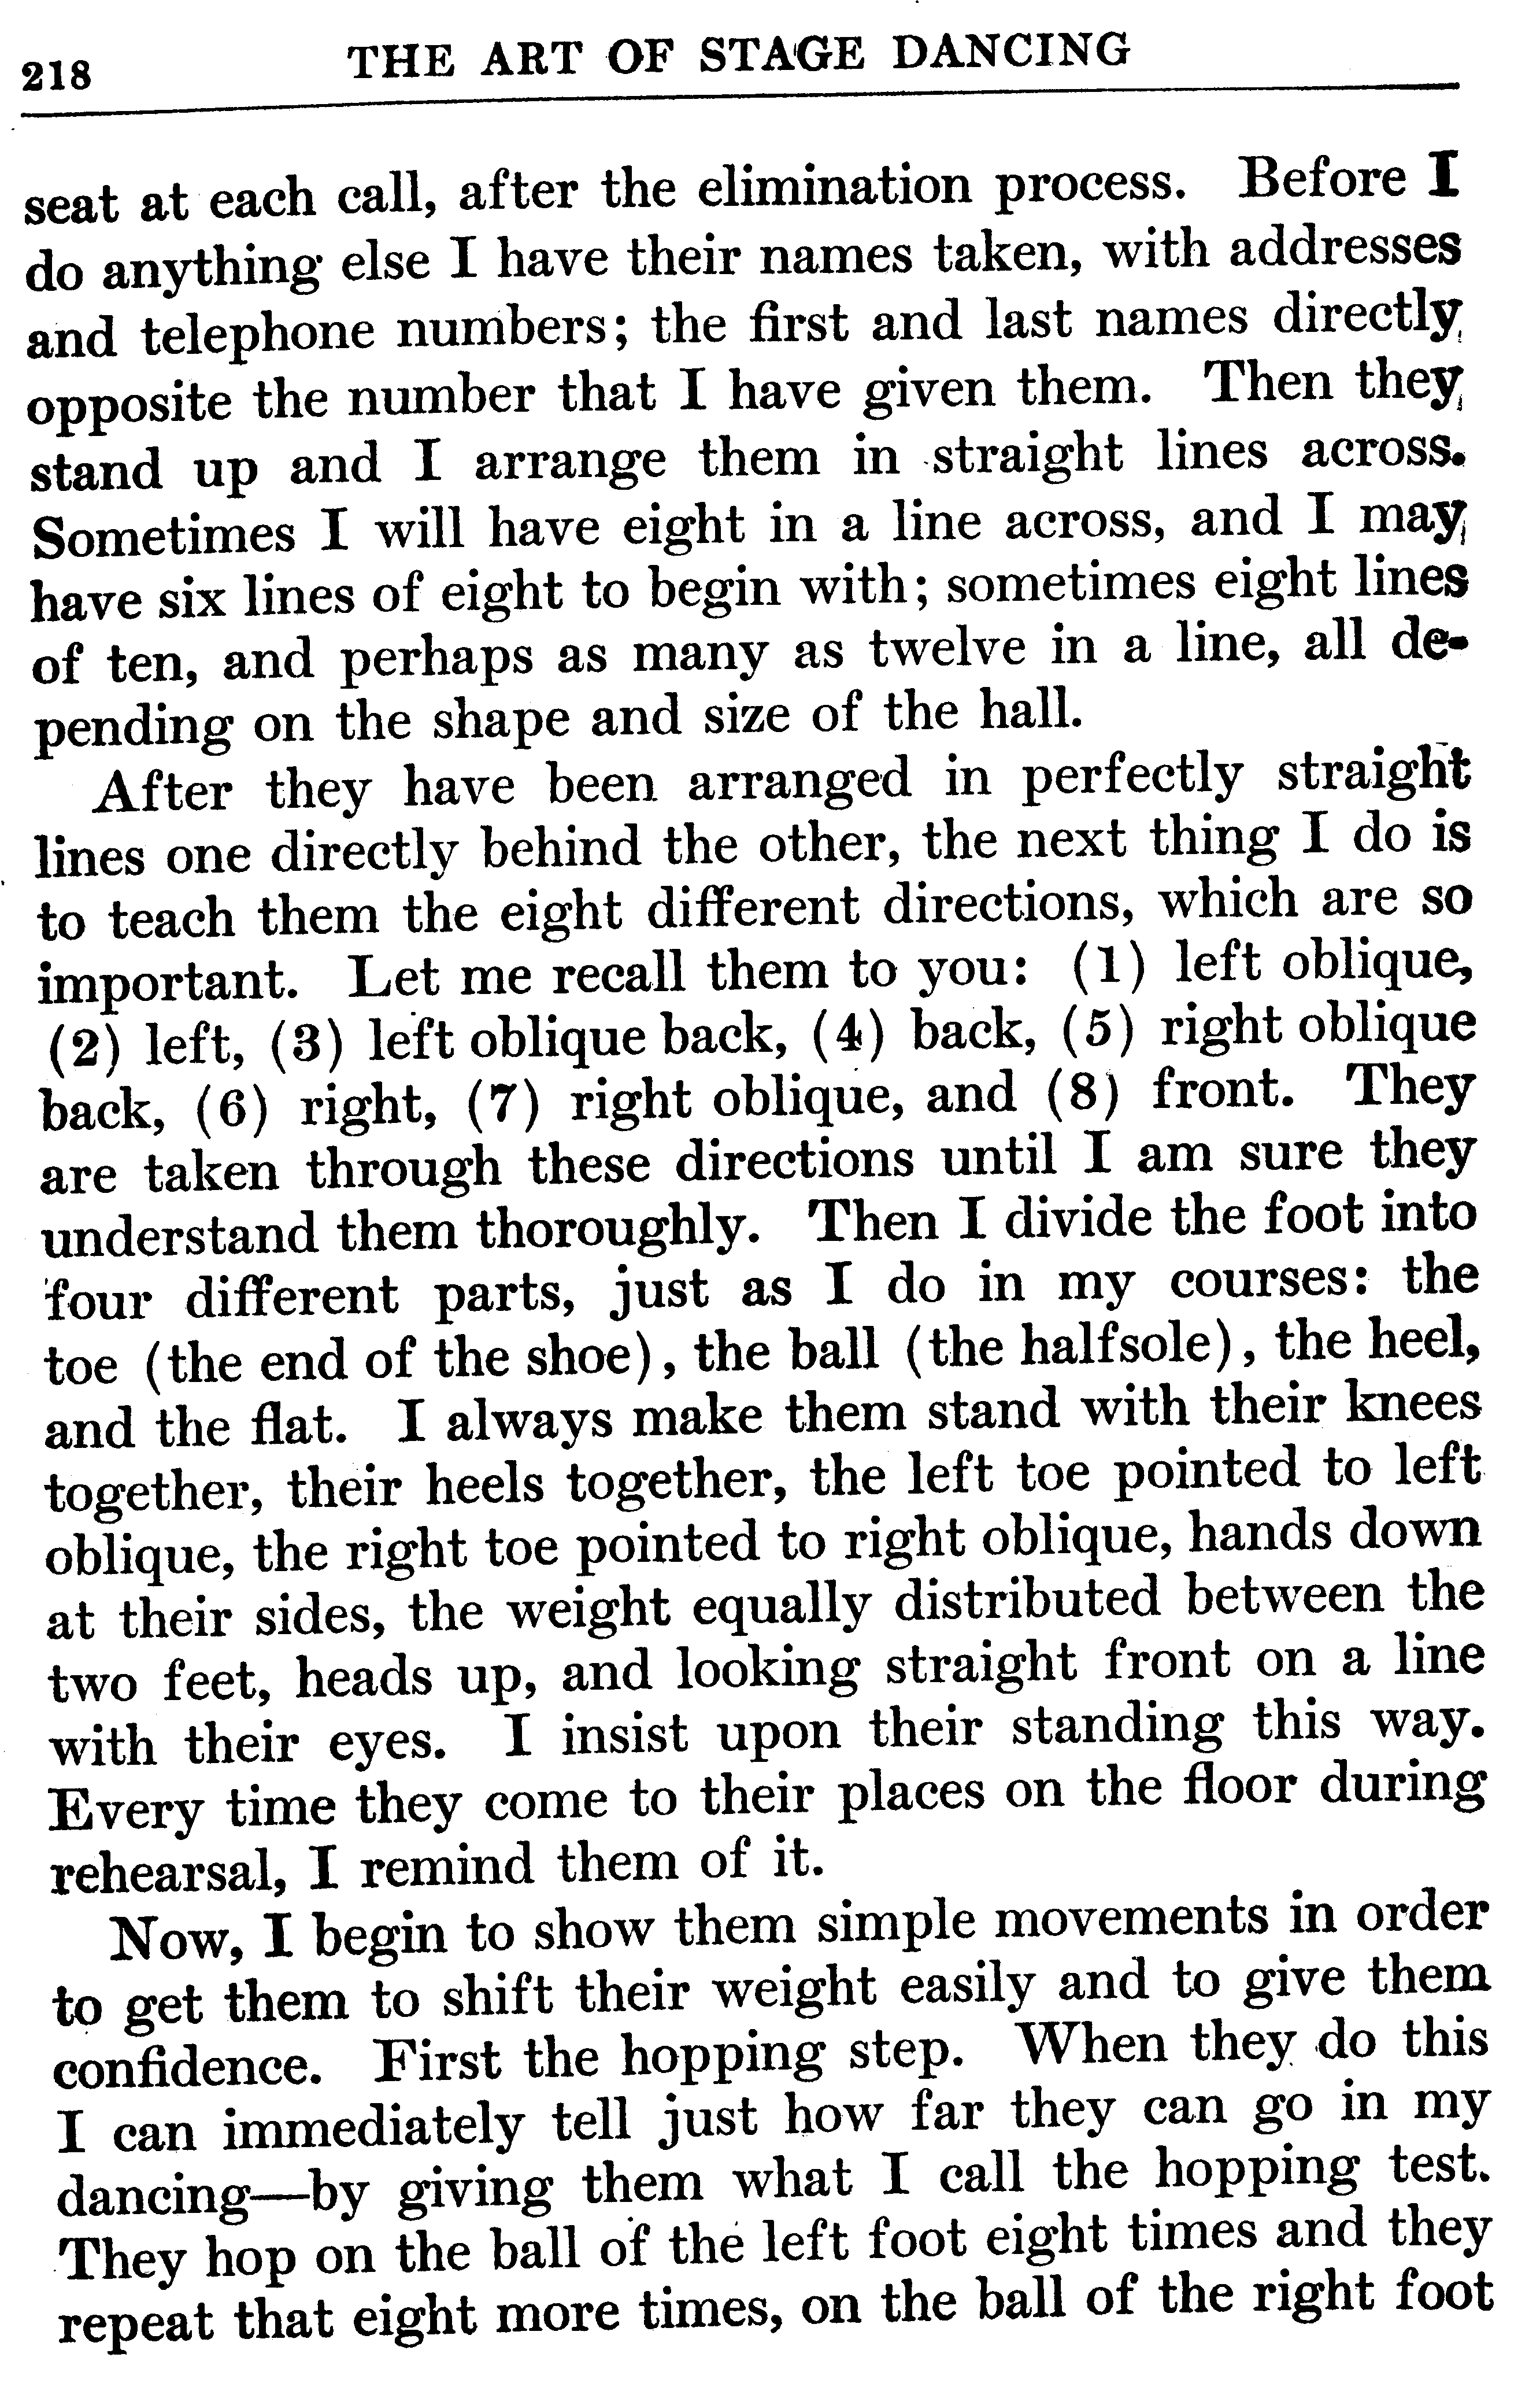 218 THE ART OF STAGE DANCING
seat at each call, after the elimination process. Before I
do anything else I have their names taken, with addresses
and telephone numbers; the first and last names directly
opposite the number that I have given them. Then they
stand up and I arrange them in straight lines across.
Sometimes I will have eight in a line across, and I may
have six lines of eight to begin with; sometimes eight lines
of ten, and perhaps as many as twelve in a line, all de-
pending on the shape and size of the hall.
After they have been arranged in perfectly straight
lines one directly behind the other, the next thing I do is
to teach them the eight different directions, which are so
important. Let me recall them to you: (1) left oblique,
(2) left, (3) left oblique back, (4) back, (5) right oblique
back, (6) right, (7) right oblique, and (8) front. They
are taken through these directions until I am sure they
understand them thoroughly. Then I divide the foot into
four different parts, just as I do in my courses: the
toe (the end of the shoe), the ball (the halfsole), the heel,
and the flat. I always make them stand with their knees
together, their heels together, the left toe pointed to left
oblique, the right toe pointed to right oblique, hands down
at their sides, the weight equally distributed between the
two feet, heads up, and looking straight front on a line
with their eyes. I insist upon their standing this way.
Every time they come to their places on the floor during
rehearsal, I remind them of it.
Now, I begin to show them simple movements in order
to get them to shift their weight easily and to give them
confidence. First the hopping step. When they do this
I can immediately tell just how far they can go in my
dancing—by giving them what I call the hopping test.
They hop on the ball of the left foot eight times and they
repeat that eight more times, on the ball of the right foot